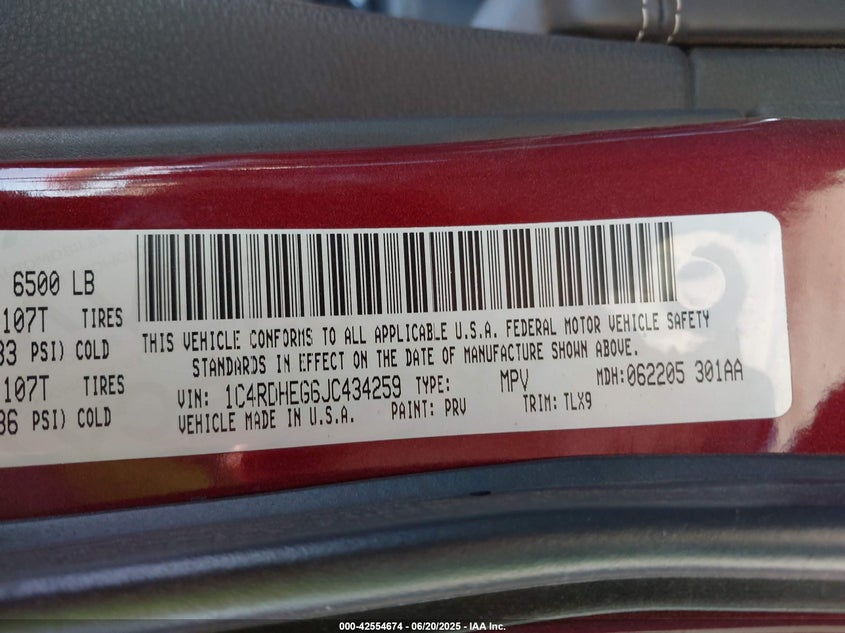 6500 LB
107T TIRES
33 PSI) COLD
107T TIRES
36 PSI) COLD
THIS VEHICLE CONFORMS TO ALL APPLICABLE U.S.A. FEDERAL MOTOR VEHICLE SAFETY
STANDARDS IN EFFECT ON THE DATE OF MANUFACTURE SHOWN ABOVE.
VIN: 1C4RDHEG6JC434259 TYPE: MPV MDH:062205 301AA
VEHICLE MADE IN U.S.A. PAINT: PRV TRIM: TLX9
000-42554674 | 06/20/2025 - IAA Inc.